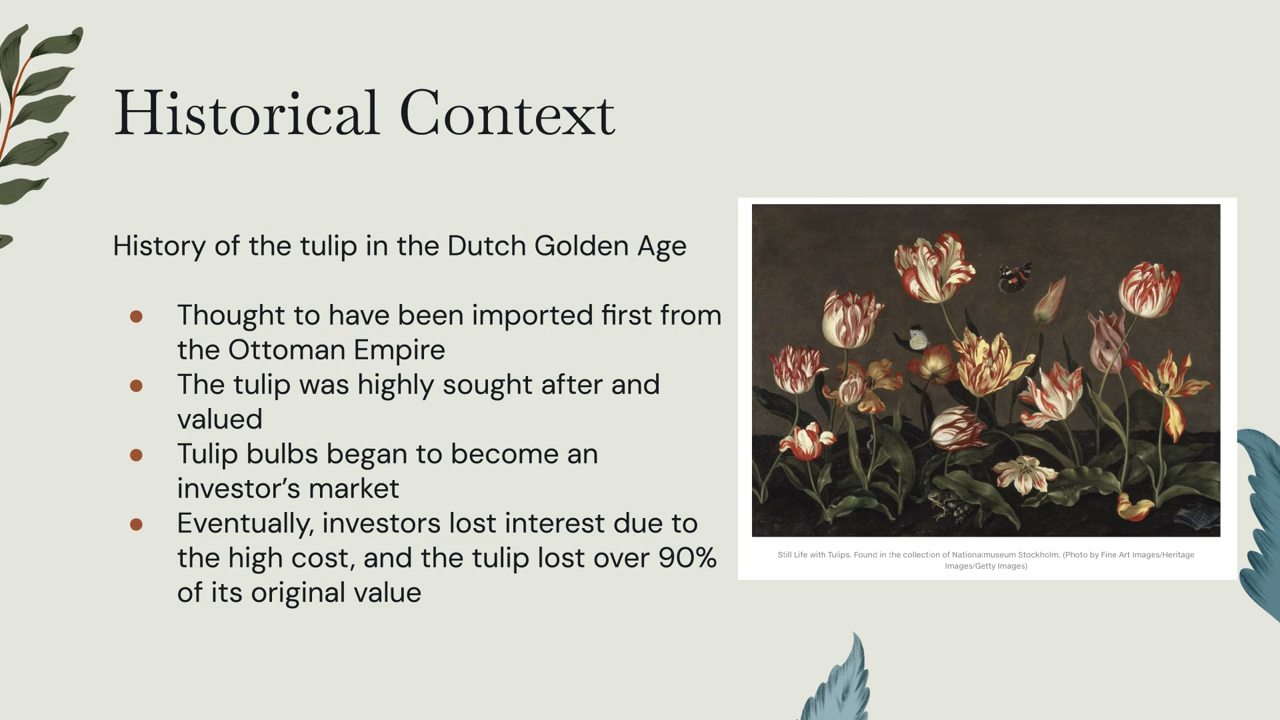 Historical Context
History of the tulip in the Dutch Golden Age
● Thought to have been imported first from
the Ottoman Empire
● The tulip was highly sought after and
valued
● Tulip bulbs began to become an
investor’s market
● Eventually, investors lost interest due to
the high cost, and the tulip lost over 90%
of its original value
Still Life with Tulips. Found in the collection of Nationalmuseum Stockholm. (Photo by Fine Art Images/Heritage
Images/Getty Images)